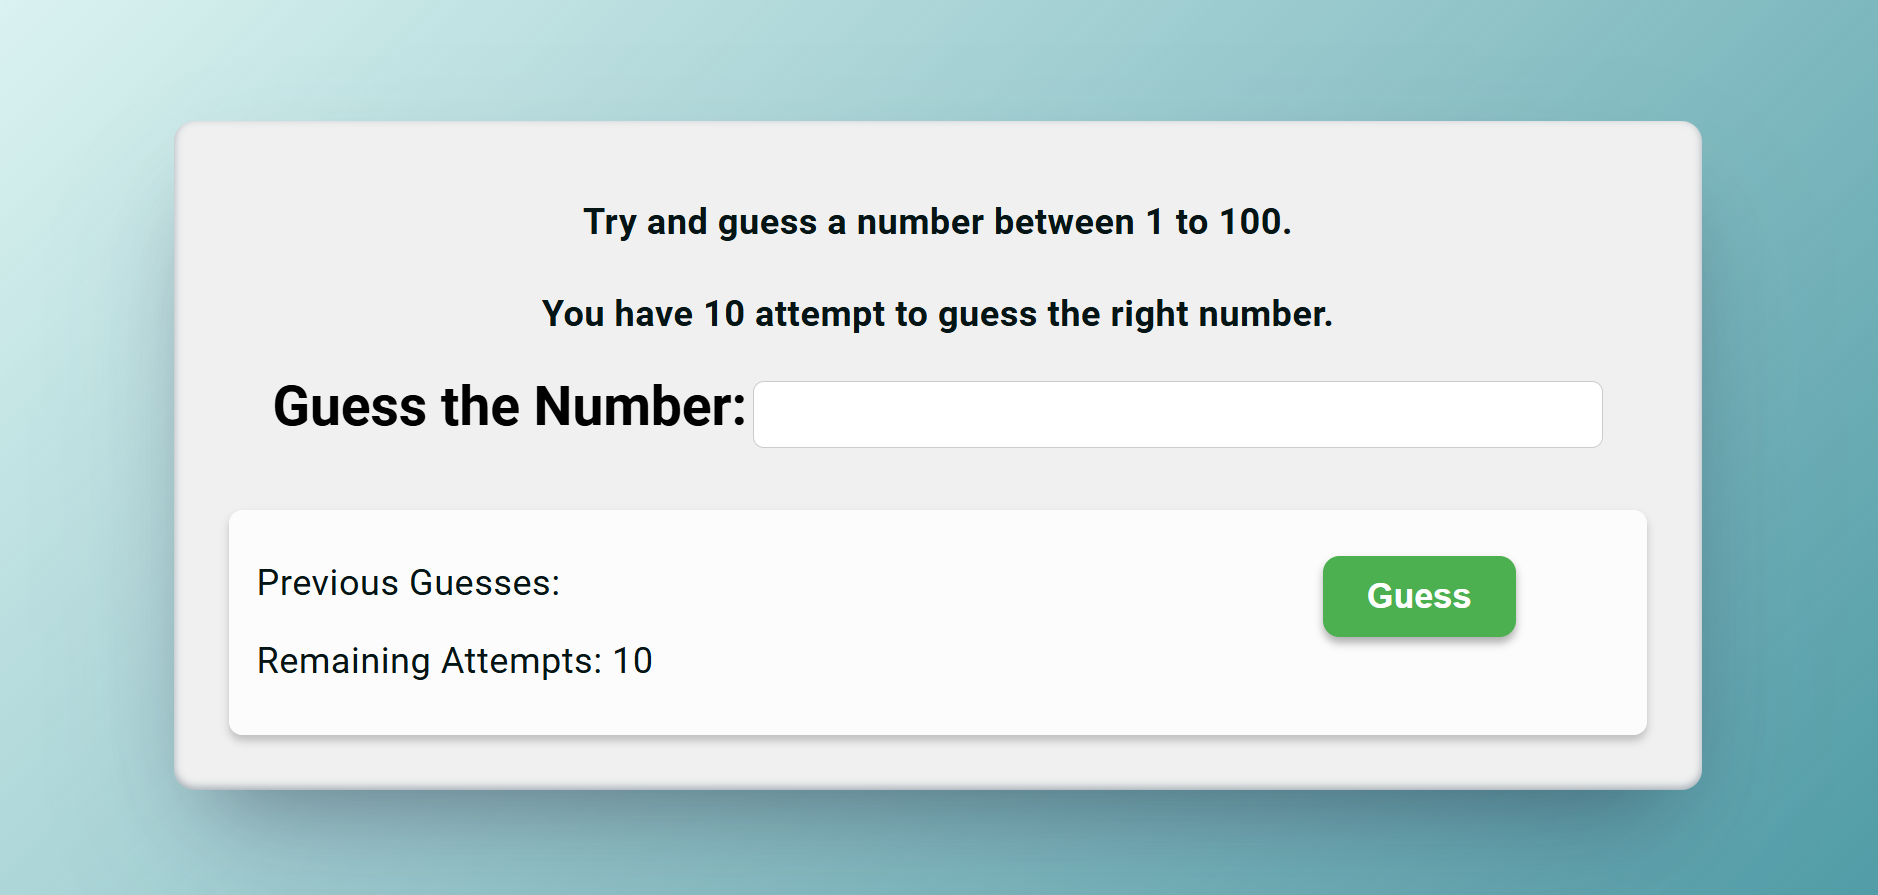 Try and guess a number between 1 to 100.
You have 10 attempt to guess the right number.
Guess the Number:
Previous Guesses:
Guess
Remaining Attempts: 10